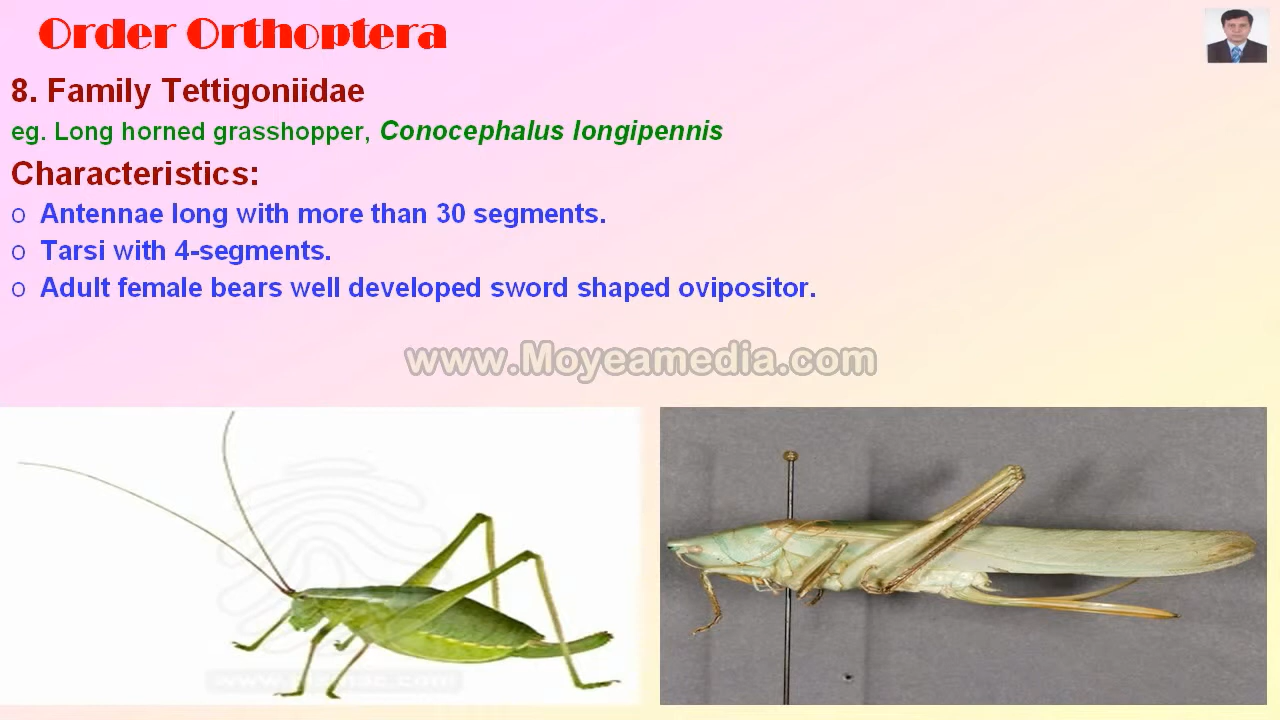 Order Orthoptera
8. Family Tettigoniidae
eg. Long horned grasshopper, Conocephalus longipennis
Characteristics:
o Antennae long with more than 30 segments.
o Tarsi with 4-segments.
o Adult female bears well developed sword shaped ovipositor.
www.Moyeamedia.com